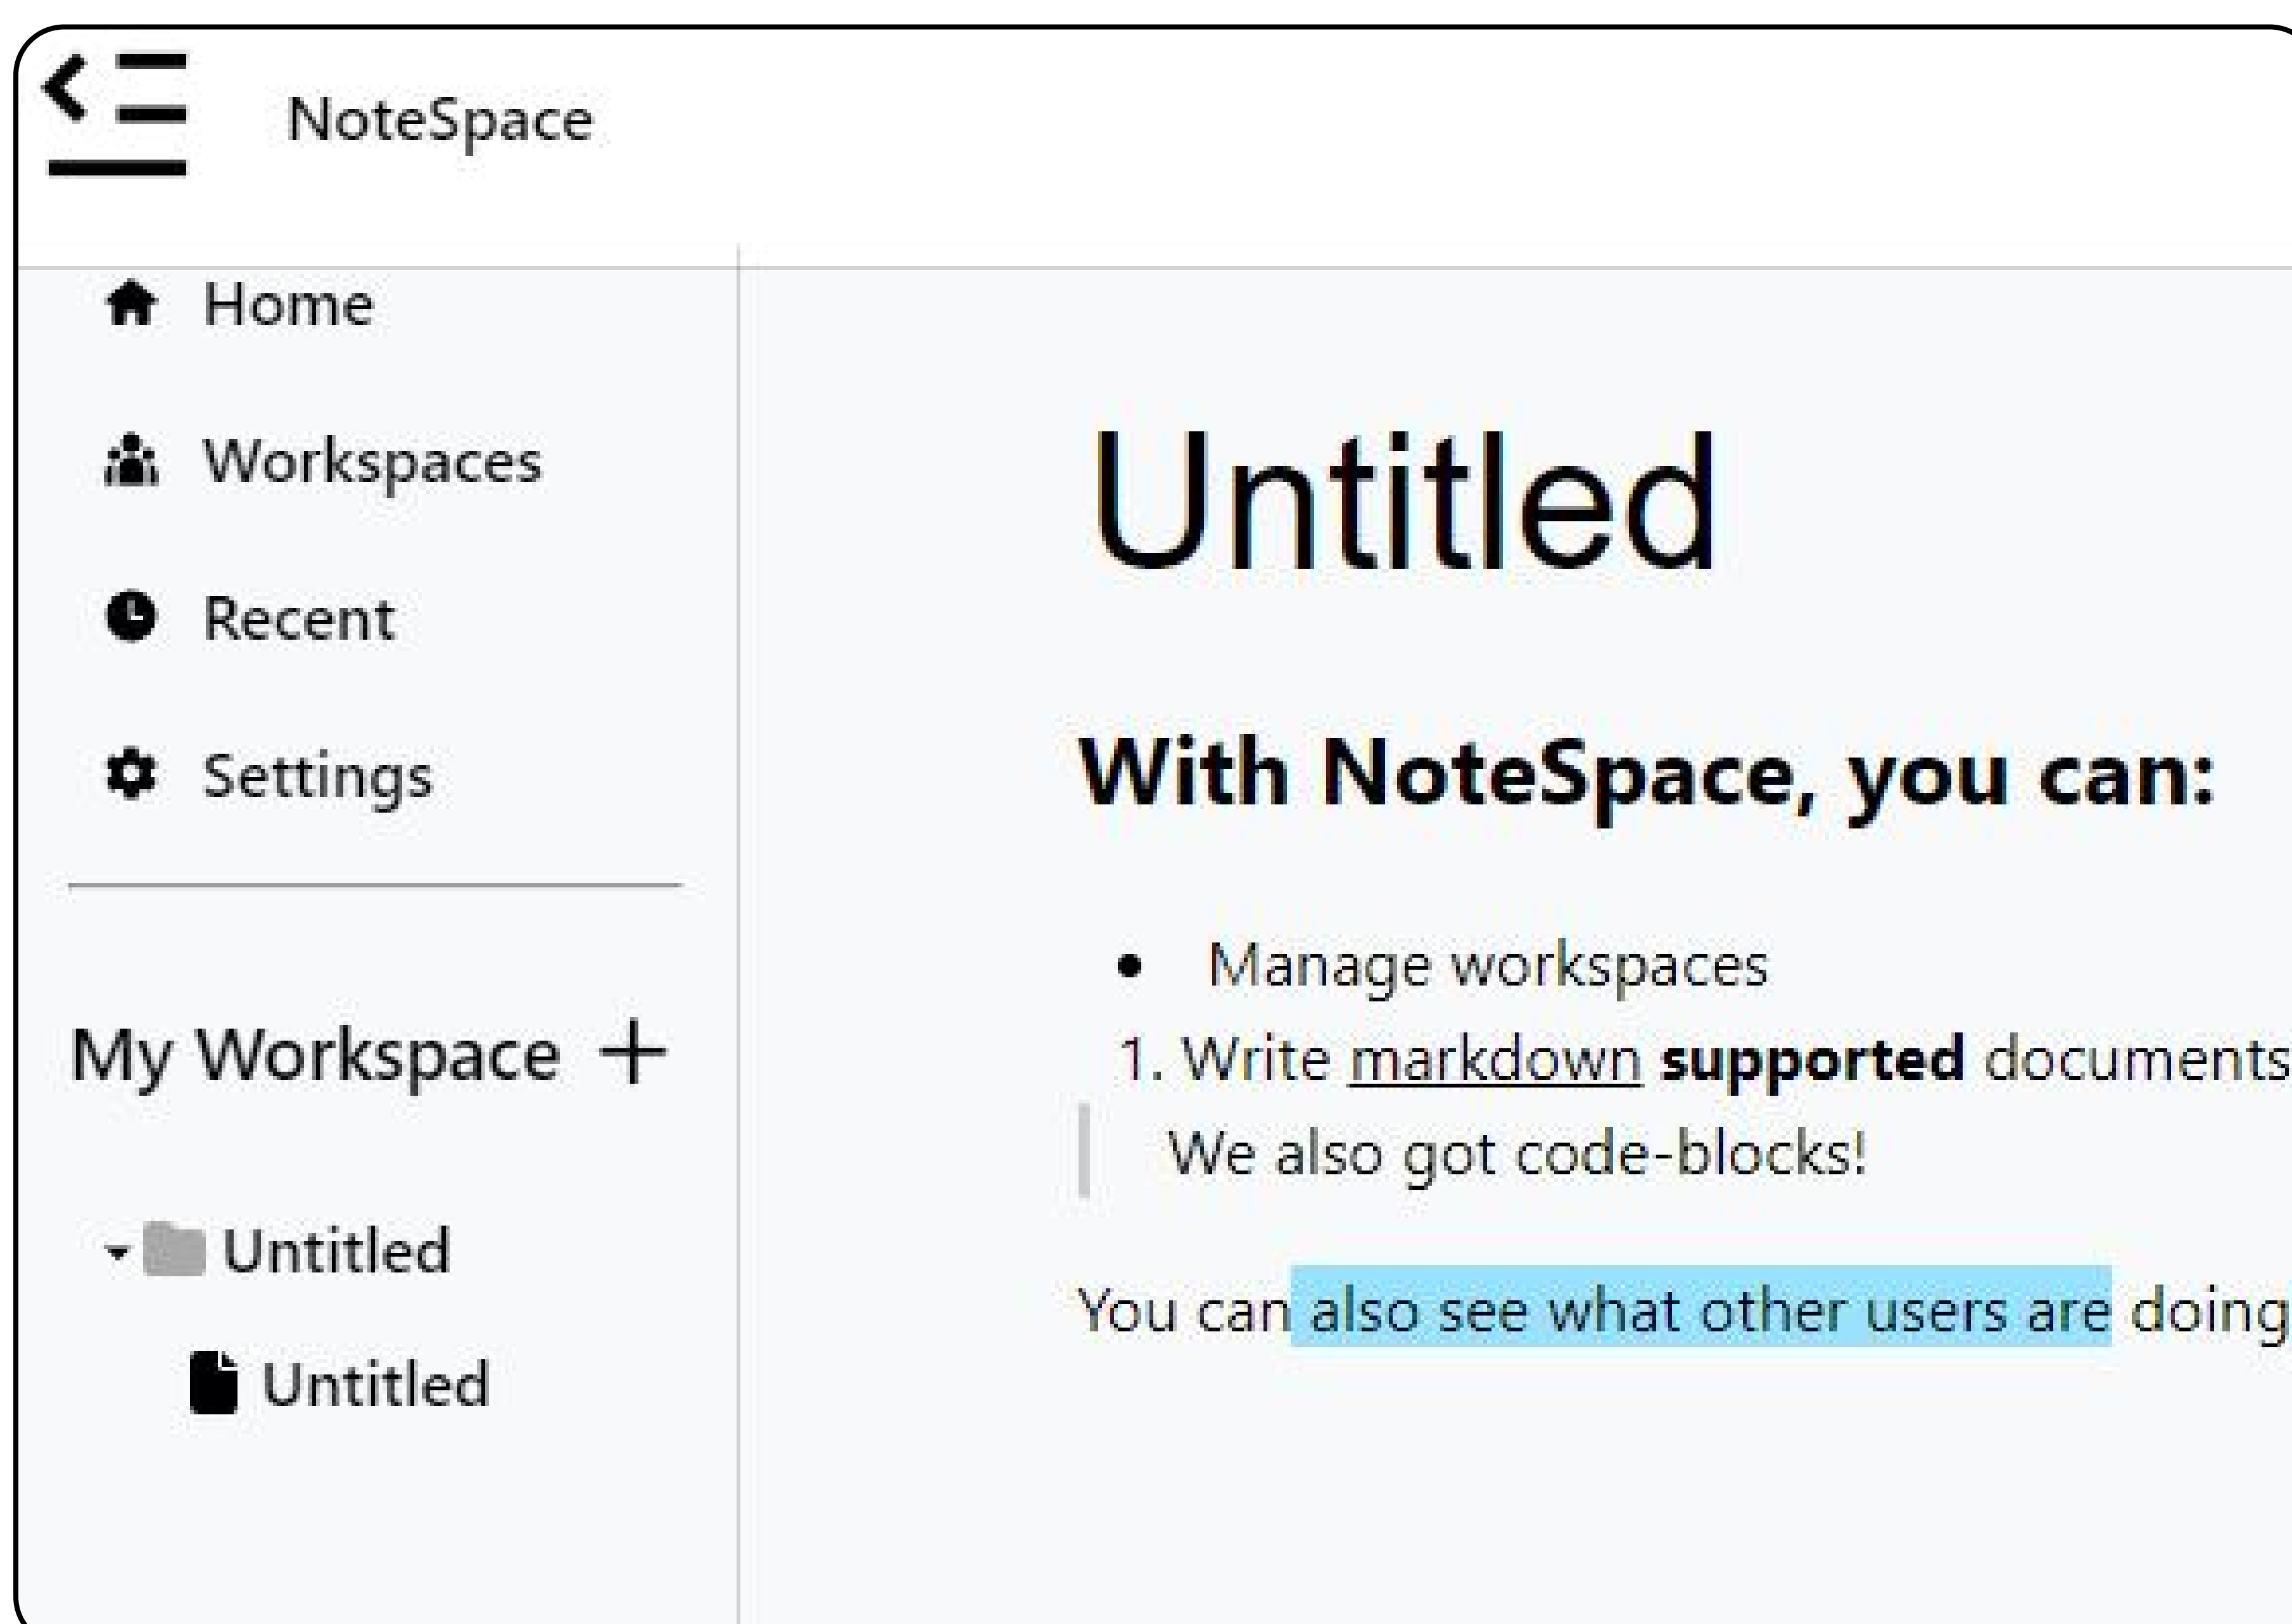 NoteSpace
Home
Workspaces
Recent
Settings
My Workspace +
Untitled
Untitled
Untitled
With NoteSpace, you can:
• Manage workspaces
1. Write markdown supported documents
We also got code-blocks!
You can also see what other users are doing